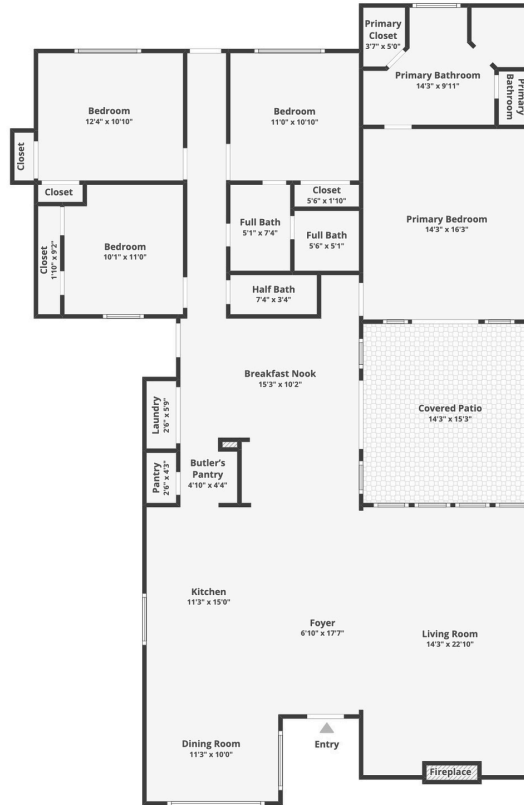 Primary
Closet
3'7" x 5'0"
Primary Bathroom
14'3" x 9'11"
Primary
Bathroom
Bedroom
12'4" x 10'10"
Bedroom
11'0" x 10'10"
Closet
Closet
Closet
5'6" x 1'10"
Full Bath
5'1" x 7'4"
Full Bath
5'6" x 5'1"
Primary Bedroom
14'3" x 16'3"
Closet
1'10" x 9'2"
Bedroom
10'1" x 11'0"
Half Bath
7'4" x 3'4"
Breakfast Nook
15'3" x 10'2"
Laundry
2'6" x 5'9"
Covered Patio
14'3" x 15'3"
Pantry
2'6" x 4'3"
Butler's
Pantry
4'10" x 4'4"
Kitchen
11'3" x 15'0"
Foyer
6'10" x 17'7"
Living Room
14'3" x 22'10"
Dining Room
11'3" x 10'0"
Entry
Fireplace